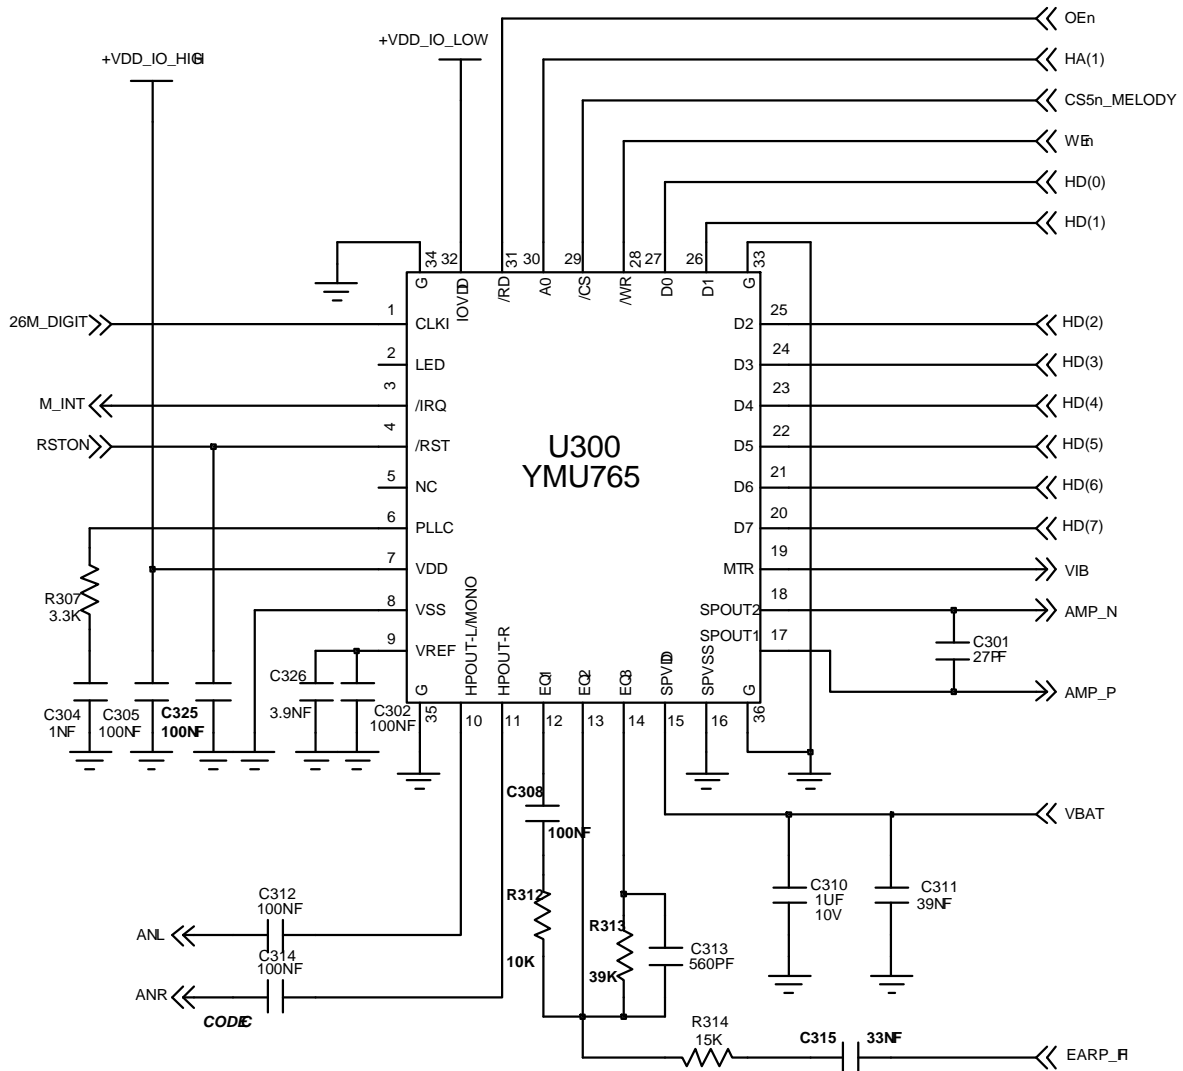 OEn
+VDD_IO_LOW
+VDD_IO_HIGH
HA(1)
CS5n_MELODY
WEn
HD(0)
HD(1)
34
32
31
30
29
28
27
26
33
G
IOVDD
/RD
A0
/CS
/WR
D0
D1
G
26M_DIGIT
1
CLKI
D2
25
HD(2)
2
LED
D3
24
HD(3)
M_INT
3
/IRQ
D4
23
HD(4)
RSTON
4
/RST
D5
22
HD(5)
U300
YMU765
5
NC
D6
21
HD(6)
6
PLLC
D7
20
HD(7)
7
VDD
MTR
19
VIB
R307
3.3K
8
VSS
SPOUT2
18
AMP_N
9
VREF
SPOUT1
17
C301
27PF
AMP_P
G
HPOUT-L/MONO
HPOUT-R
EQ1
EQ2
EQ3
SPVDD
SPVSS
G
35
10
11
12
13
14
15
16
36
C304
1NF
C305
100NF
C325
100NF
C326
3.9NF
C302
100NF
C308
100NF
VBAT
C310
1UF
10V
C311
39NF
C312
100NF
R312
10K
R313
39K
C313
560PF
ANL
C314
100NF
ANR
CODEC
R314
15K
C315
33NF